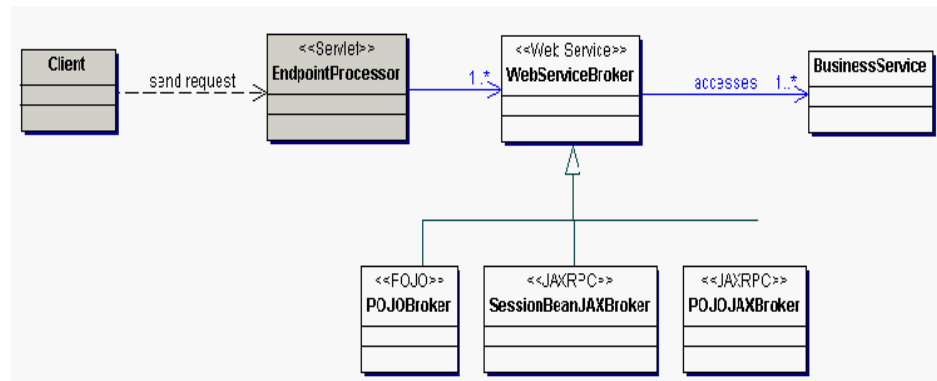 Client
send request
<<Servlet>>
EndpointProcessor
1..*
<<Web Service>>
WebServiceBroker
accesses 1..*
BusinessService
<<POJO>>
POJOBroker
<<JAXRPC>>
SessionBeanJAXBroker
<<JAXRPC>>
POJOJAXBroker